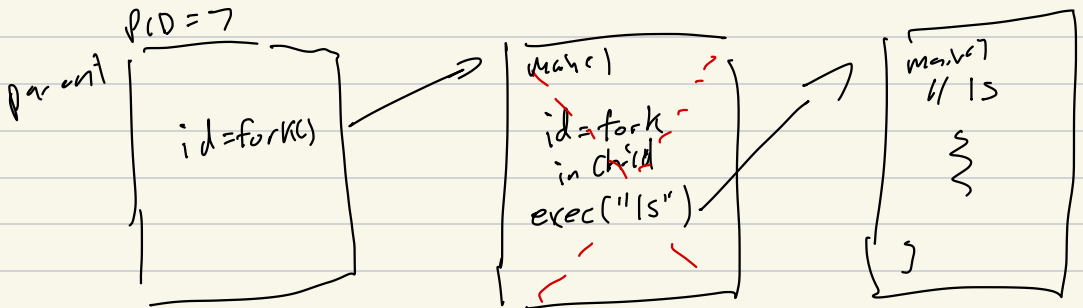 PID = 7
parent
id=fork()
main()
id=fork
in child
exec("ls")
main()
// ls
}